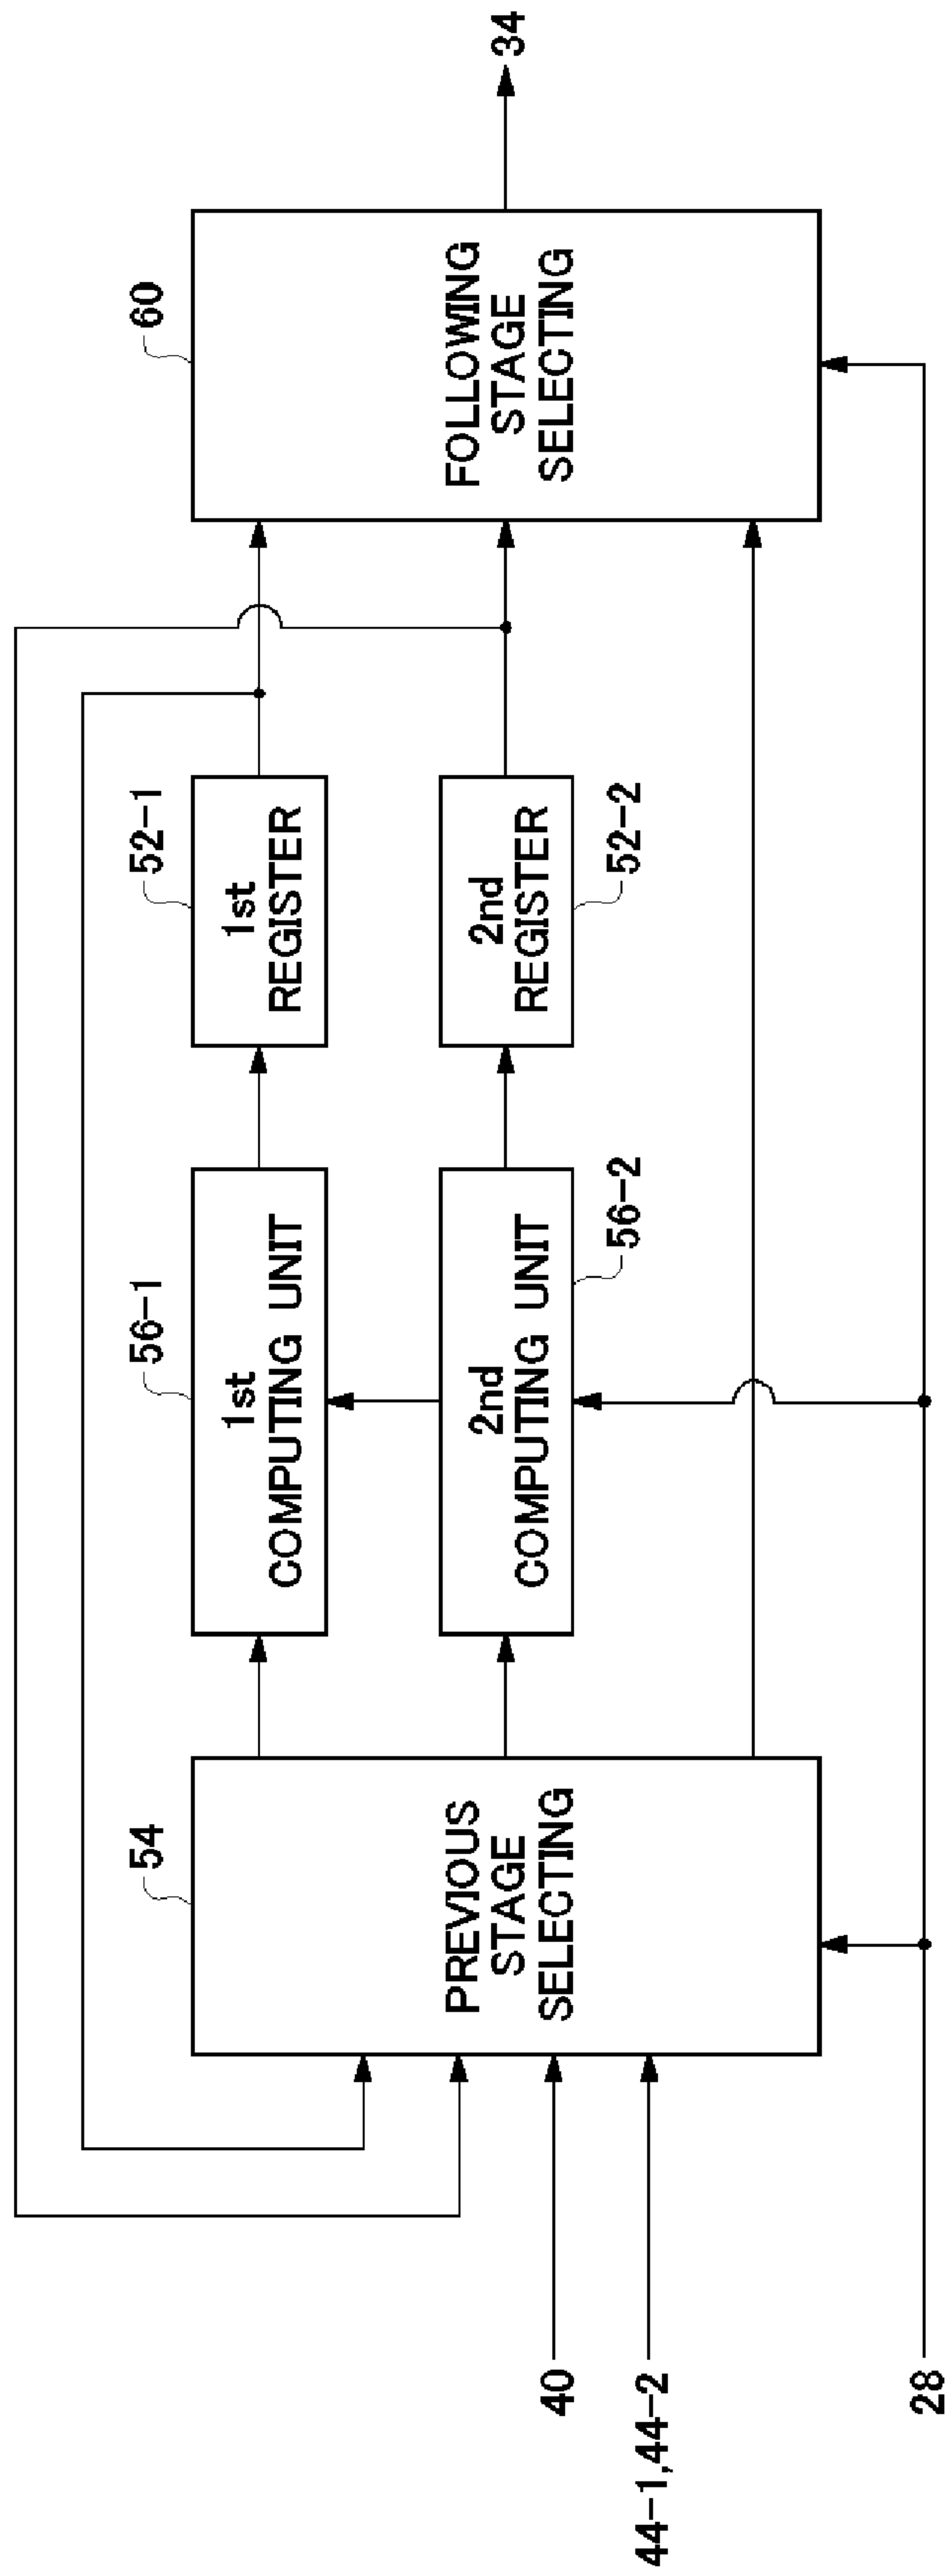 54
PREVIOUS
STAGE
SELECTING
40
44-1,44-2
28
56-1
1st
COMPUTING UNIT
56-2
2nd
COMPUTING UNIT
52-1
1st
REGISTER
52-2
2nd
REGISTER
60
FOLLOWING
STAGE
SELECTING
34